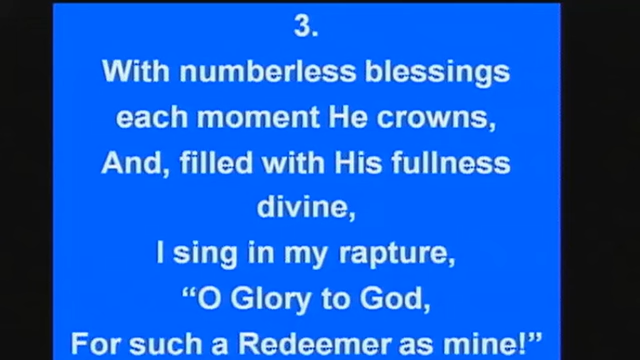 3.
With numberless blessings
each moment He crowns,
And, filled with His fullness
divine,
I sing in my rapture,
“O Glory to God,
For such a Redeemer as mine!”